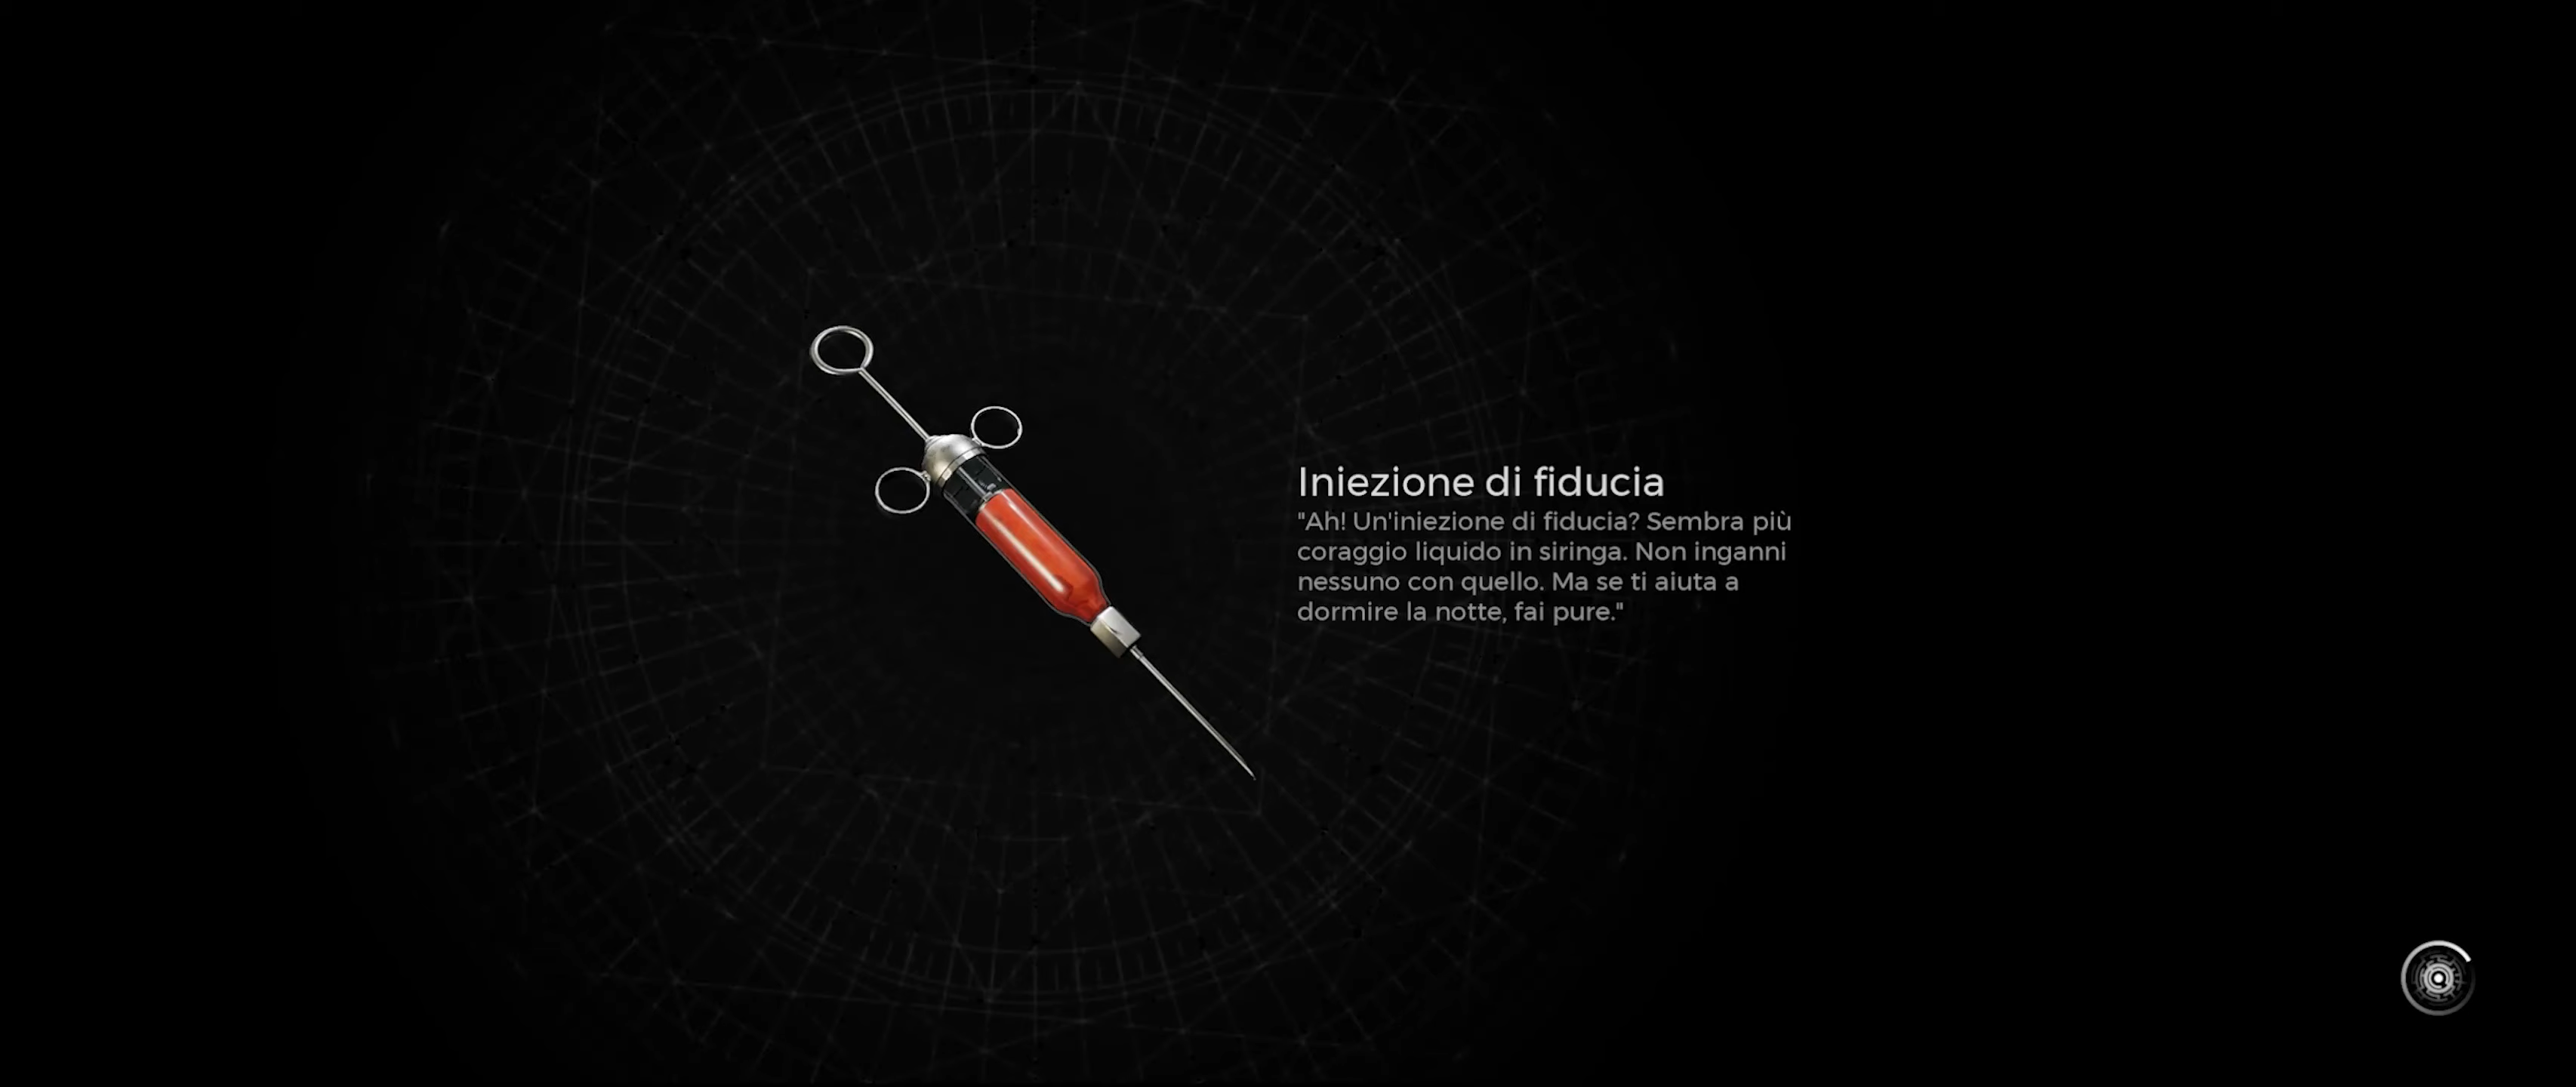 Iniezione di fiducia
"Ah! Un'iniezione di fiducia? Sembra più
coraggio liquido in siringa. Non inganni
nessuno con quello. Ma se ti aiuta a
dormire la notte, fai pure."